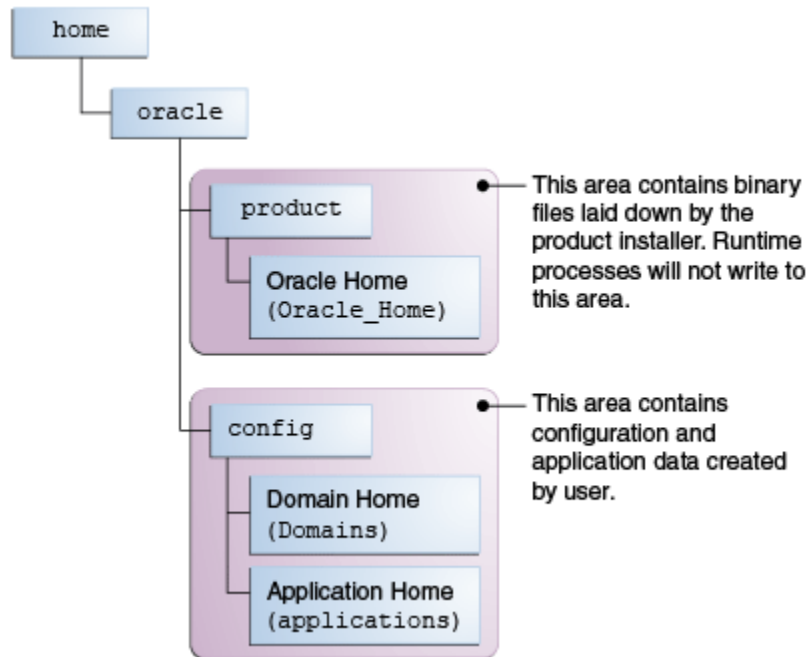 home
oracle
product
Oracle Home
(Oracle_Home)
This area contains binary
files laid down by the
product installer. Runtime
processes will not write to
this area.
config
Domain Home
(Domains)
Application Home
(applications)
This area contains
configuration and
application data created
by user.